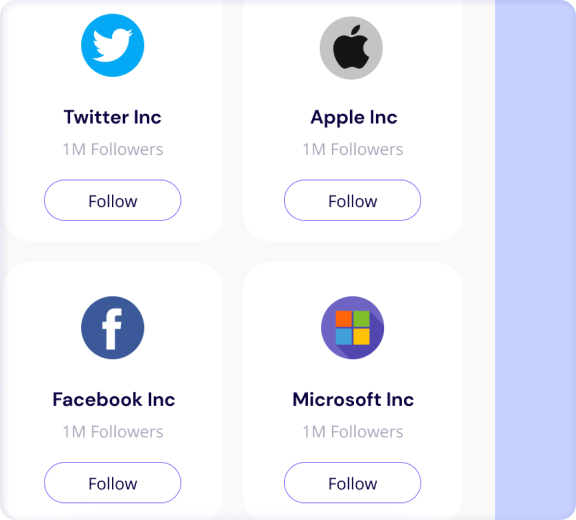 Twitter Inc
1M Followers
Follow
Apple Inc
1M Followers
Follow
Facebook Inc
1M Followers
Follow
Microsoft Inc
1M Followers
Follow